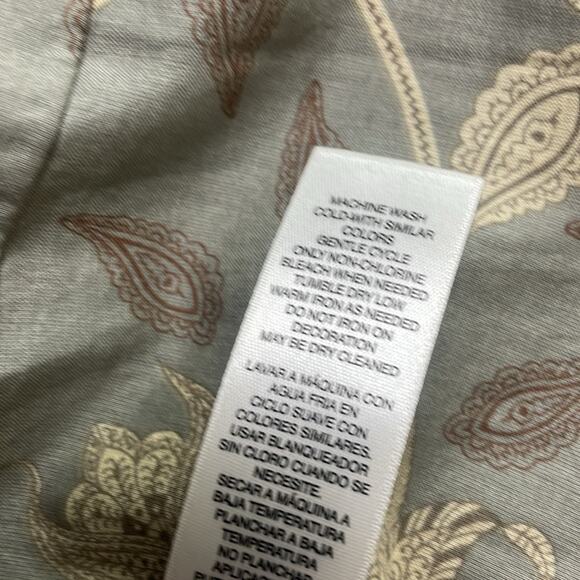 MACHINE WASH
COLD-WITH SIMILAR
COLORS
GENTLE CYCLE
ONLY NON-CHLORINE
BLEACH WHEN NEEDED
TUMBLE DRY LOW
WARM IRON AS NEEDED
DO NOT IRON ON
DECORATION
MAY BE DRY CLEANED
LAVAR A MÁQUINA CON
AGUA FRIA EN
CICLO SUAVE CON
COLORES SIMILARES.
USAR BLANQUEADOR
SIN CLORO CUANDO SE
NECESITE.
SECAR A MÁQUINA A
BAJA TEMPERATURA
PLANCHAR A BAJA
TEMPERATURA
NO PLANCHAR